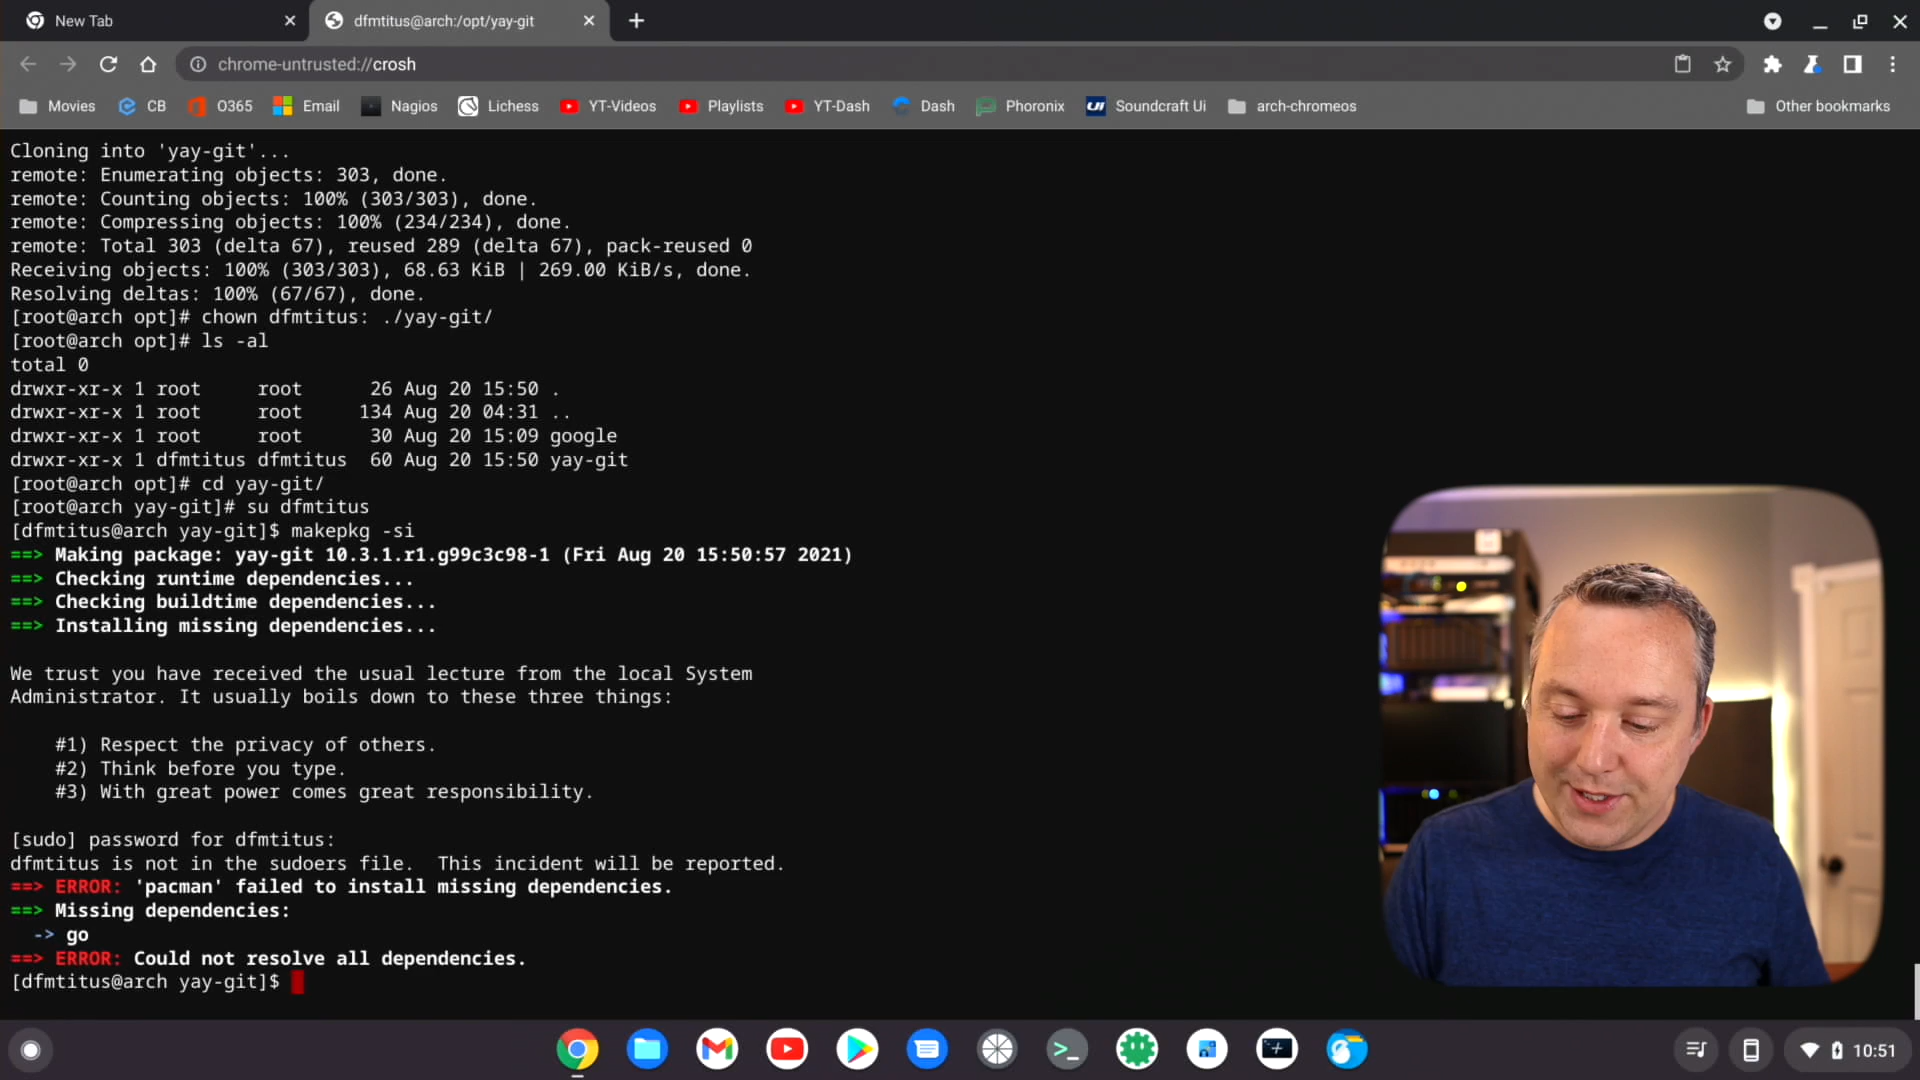 New Tab
dfmtitus@arch:/opt/yay-git
chrome-untrusted://crosh
Movies CB O365 Email Nagios Lichess YT-Videos Playlists YT-Dash Dash Phoronix Soundcraft Ui arch-chromeos Other bookmarks
Cloning into 'yay-git'...
remote: Enumerating objects: 303, done.
remote: Counting objects: 100% (303/303), done.
remote: Compressing objects: 100% (234/234), done.
remote: Total 303 (delta 67), reused 289 (delta 67), pack-reused 0
Receiving objects: 100% (303/303), 68.63 KiB | 269.00 KiB/s, done.
Resolving deltas: 100% (67/67), done.
[root@arch opt]# chown dfmtitus: ./yay-git/
[root@arch opt]# ls -al
total 0
drwxr-xr-x 1 root     root      26 Aug 20 15:50 .
drwxr-xr-x 1 root     root     134 Aug 20 04:31 ..
drwxr-xr-x 1 root     root      30 Aug 20 15:09 google
drwxr-xr-x 1 dfmtitus dfmtitus  60 Aug 20 15:50 yay-git
[root@arch opt]# cd yay-git/
[root@arch yay-git]# su dfmtitus
[dfmtitus@arch yay-git]$ makepkg -si
==> Making package: yay-git 10.3.1.r1.g99c3c98-1 (Fri Aug 20 15:50:57 2021)
==> Checking runtime dependencies...
==> Checking buildtime dependencies...
==> Installing missing dependencies...
We trust you have received the usual lecture from the local System
Administrator. It usually boils down to these three things:
#1) Respect the privacy of others.
#2) Think before you type.
#3) With great power comes great responsibility.
[sudo] password for dfmtitus:
dfmtitus is not in the sudoers file.  This incident will be reported.
==> ERROR: 'pacman' failed to install missing dependencies.
==> Missing dependencies:
-> go
==> ERROR: Could not resolve all dependencies.
[dfmtitus@arch yay-git]$
10:51